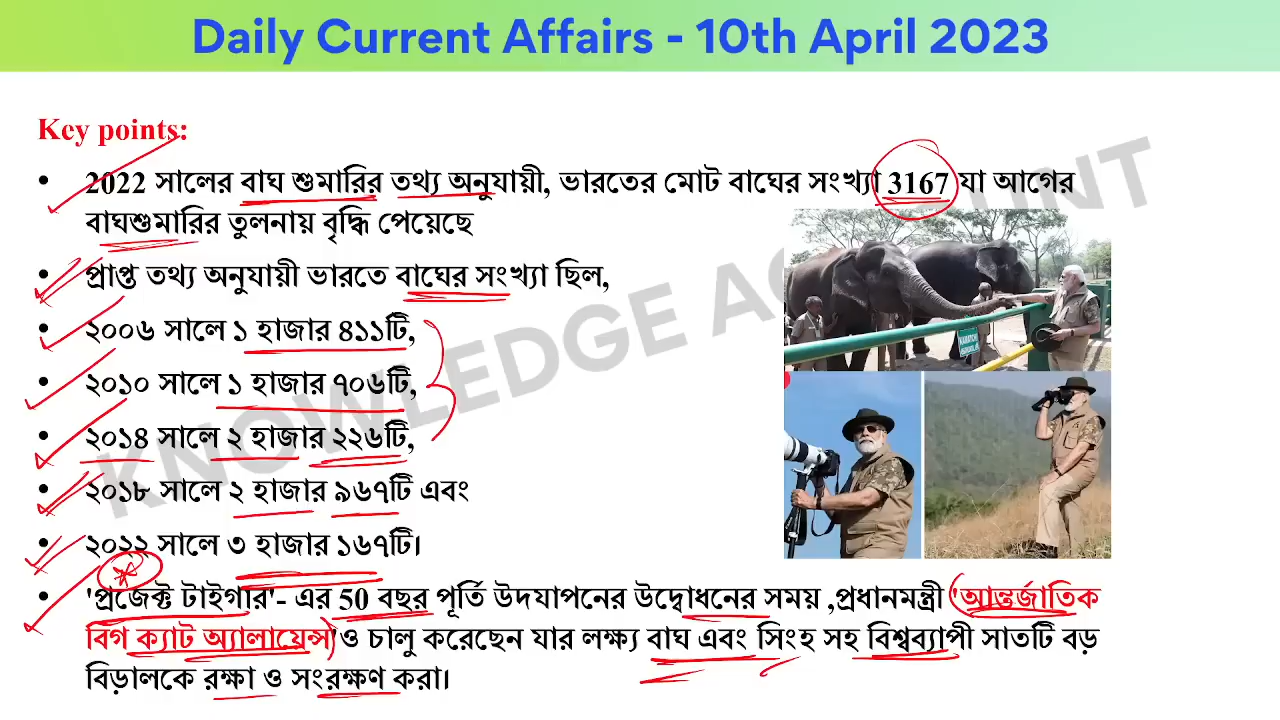 Daily Current Affairs - 10th April 2023
Key points:
• 2022 সালের বাঘ শুমারির তথ্য অনুযায়ী, ভারতের মোট বাঘের সংখ্যা 3167 যা আগের
বাঘশুমারির তুলনায় বৃদ্ধি পেয়েছে
• প্রাপ্ত তথ্য অনুযায়ী ভারতে বাঘের সংখ্যা ছিল,
• ২০০৬ সালে ১ হাজার ৪১১টি,
• ২০১০ সালে ১ হাজার ৭০৬টি,
• ২০১৪ সালে ২ হাজার ২২৬টি,
• ২০১৮ সালে ২ হাজার ৯৬৭টি এবং
• ২০২২ সালে ৩ হাজার ১৬৭টি।
• 'প্রজেক্ট টাইগার'- এর 50 বছর পূর্তি উদযাপনের উদ্বোধনের সময় ,প্রধানমন্ত্রী 'আন্তর্জাতিক
বিগ ক্যাট অ্যালায়েন্স'ও চালু করেছেন যার লক্ষ্য বাঘ এবং সিংহ সহ বিশ্বব্যাপী সাতটি বড়
বিড়ালকে রক্ষা ও সংরক্ষণ করা।